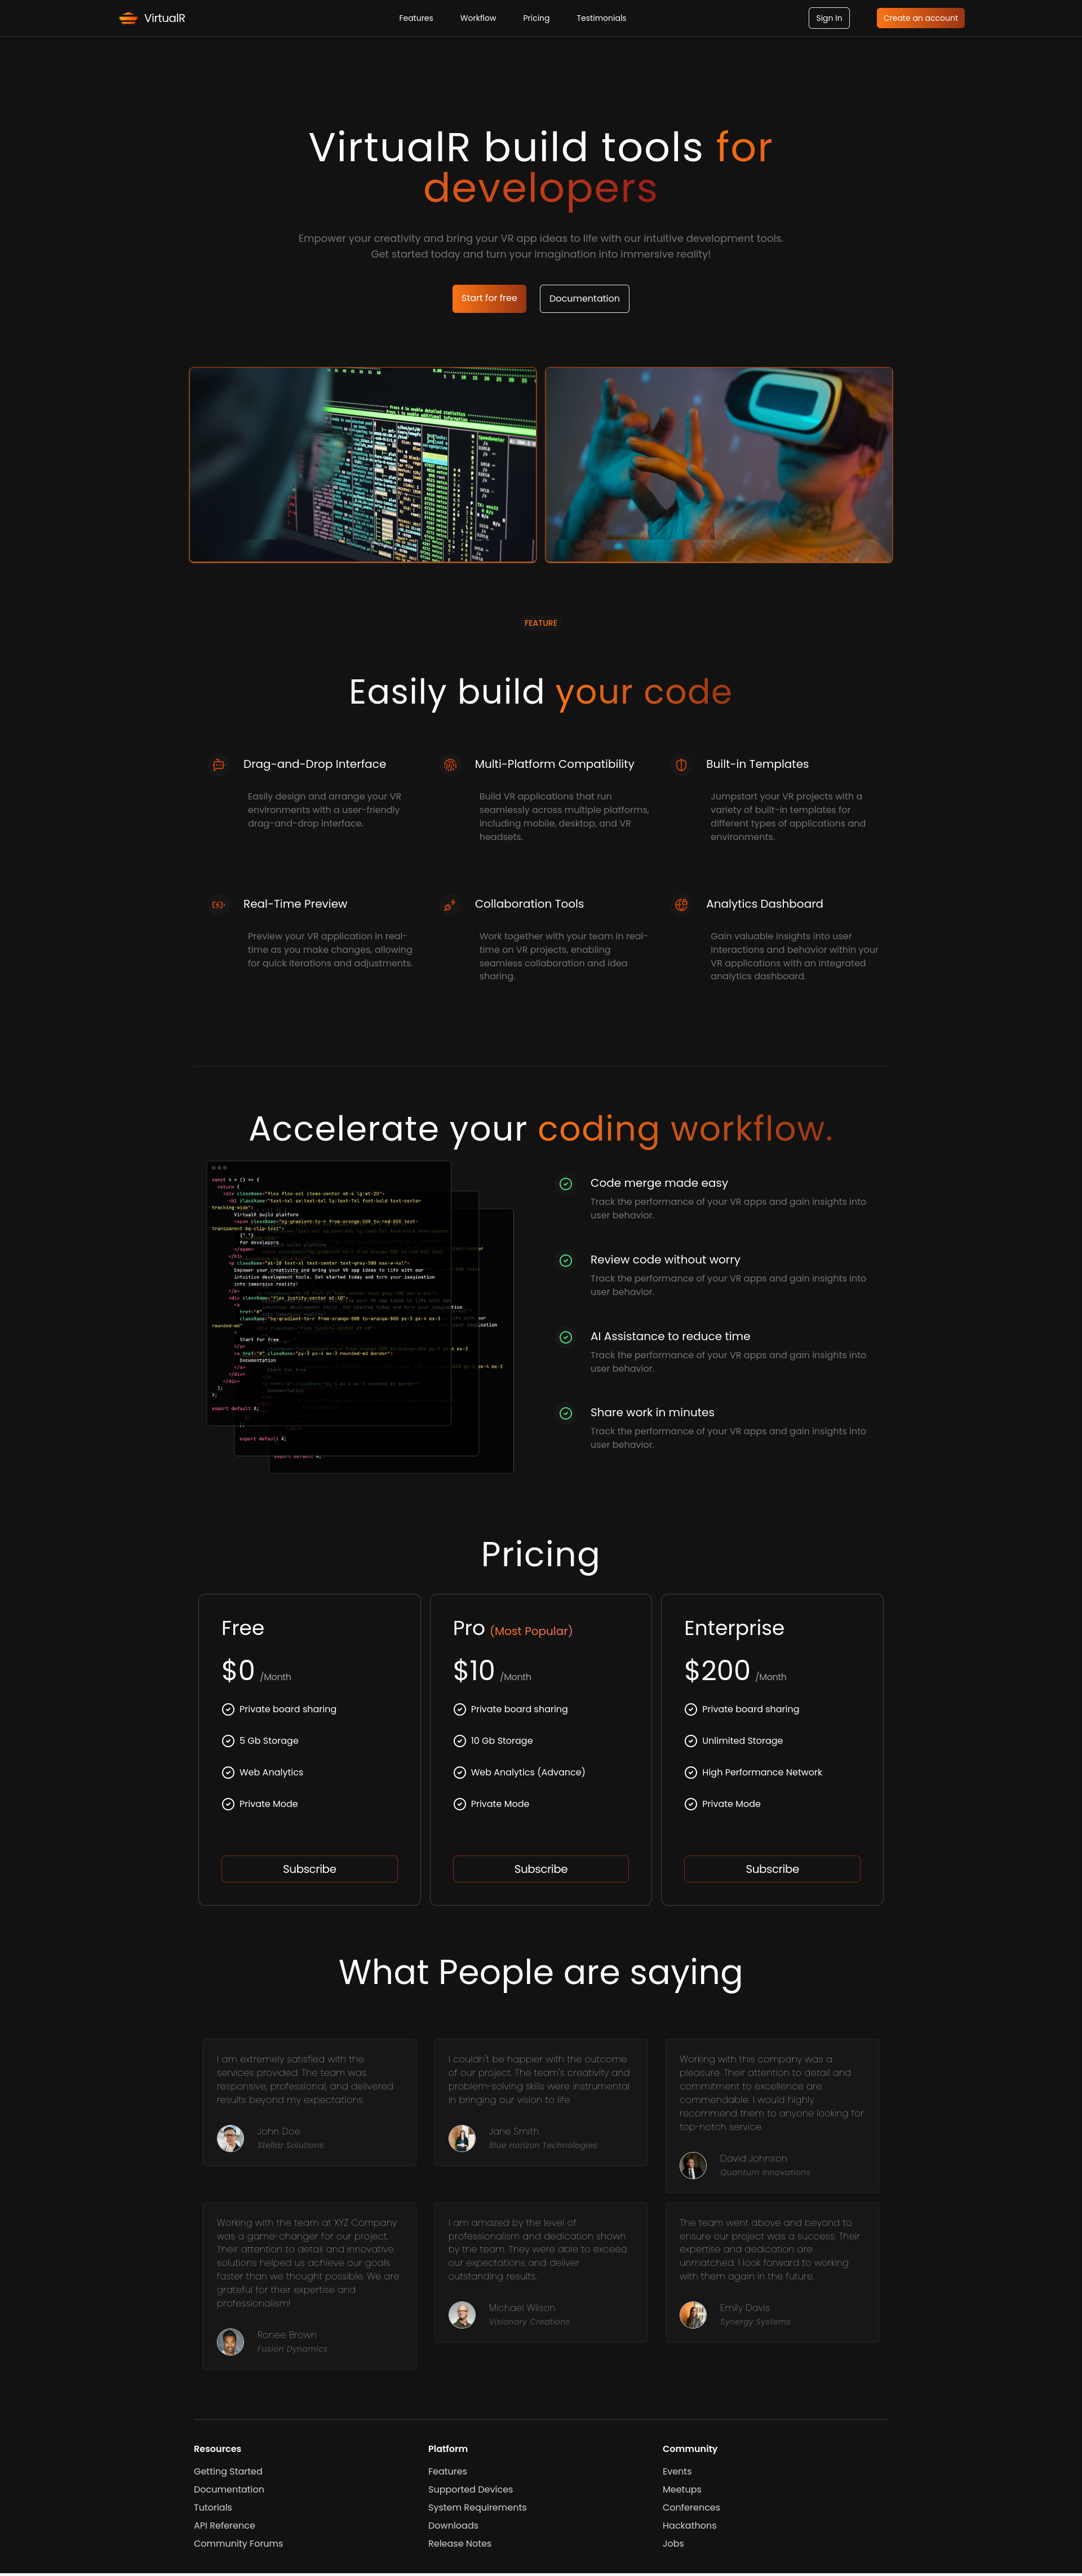 VirtualR
Features
Workflow
Pricing
Testimonials
Sign In
Create an account
VirtualR build tools for
developers
Empower your creativity and bring your VR app ideas to life with our intuitive development tools.
Get started today and turn your imagination into immersive reality!
Start for free
Documentation
FEATURE
Easily build your code
Drag-and-Drop Interface
Easily design and arrange your VR
environments with a user-friendly
drag-and-drop interface.
Multi-Platform Compatibility
Build VR applications that run
seamlessly across multiple platforms,
including mobile, desktop, and VR
headsets.
Built-in Templates
Jumpstart your VR projects with a
variety of built-in templates for
different types of applications and
environments.
Real-Time Preview
Preview your VR application in real-
time as you make changes, allowing
for quick iterations and adjustments.
Collaboration Tools
Work together with your team in real-
time on VR projects, enabling
seamless collaboration and idea
sharing.
Analytics Dashboard
Gain valuable insights into user
interactions and behavior within your
VR applications with an integrated
analytics dashboard.
Accelerate your coding workflow.
const A = () => {
return (
Start for free
Documentation
</a>
</div>
</div>
);
};
export default A;
Code merge made easy
Track the performance of your VR apps and gain insights into
user behavior.
Review code without worry
Track the performance of your VR apps and gain insights into
user behavior.
AI Assistance to reduce time
Track the performance of your VR apps and gain insights into
user behavior.
Share work in minutes
Track the performance of your VR apps and gain insights into
user behavior.
Pricing
Free
$0 /Month
Private board sharing
5 Gb Storage
Web Analytics
Private Mode
Subscribe
Pro (Most Popular)
$10 /Month
Private board sharing
10 Gb Storage
Web Analytics (Advance)
Private Mode
Subscribe
Enterprise
$200 /Month
Private board sharing
Unlimited Storage
High Performance Network
Private Mode
Subscribe
What People are saying
I am extremely satisfied with the
services provided. The team was
responsive, professional, and delivered
results beyond my expectations.
John Doe
Stellar Solutions
I couldn't be happier with the outcome
of our project. The team's creativity and
problem-solving skills were instrumental
in bringing our vision to life
Jane Smith
Blue Horizon Technologies
Working with this company was a
pleasure. Their attention to detail and
commitment to excellence are
commendable. I would highly
recommend them to anyone looking for
top-notch service.
David Johnson
Quantum Innovations
Working with the team at XYZ Company
was a game-changer for our project.
Their attention to detail and innovative
solutions helped us achieve our goals
faster than we thought possible. We are
grateful for their expertise and
professionalism!
Ronee Brown
Fusion Dynamics
I am amazed by the level of
professionalism and dedication shown
by the team. They were able to exceed
our expectations and deliver
outstanding results.
Michael Wilson
Visionary Creations
The team went above and beyond to
ensure our project was a success. Their
expertise and dedication are
unmatched. I look forward to working
with them again in the future.
Emily Davis
Synergy Systems
Resources
Getting Started
Documentation
Tutorials
API Reference
Community Forums
Platform
Features
Supported Devices
System Requirements
Downloads
Release Notes
Community
Events
Meetups
Conferences
Hackathons
Jobs